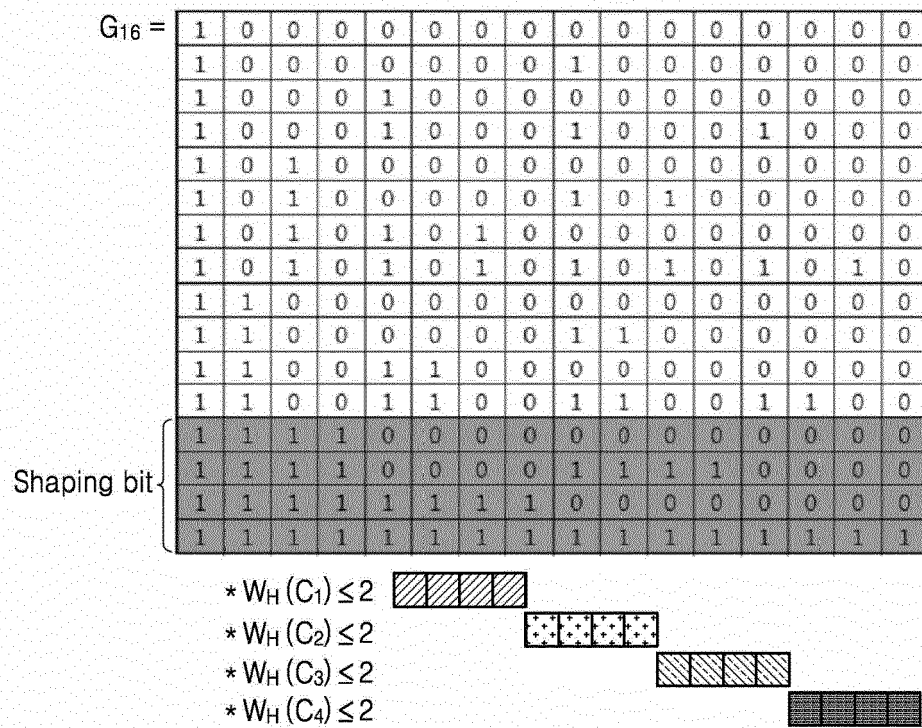 G16 = 1 0 0 0 0 0 0 0 0 0 0 0 0 0 0 0
1 0 0 0 0 0 0 0 1 0 0 0 0 0 0 0
1 0 0 0 1 0 0 0 0 0 0 0 0 0 0 0
1 0 0 0 1 0 0 0 1 0 0 0 1 0 0 0
1 0 1 0 0 0 0 0 0 0 0 0 0 0 0 0
1 0 1 0 0 0 0 0 1 0 1 0 0 0 0 0
1 0 1 0 1 0 1 0 0 0 0 0 0 0 0 0
1 0 1 0 1 0 1 0 1 0 1 0 1 0 1 0
1 1 0 0 0 0 0 0 0 0 0 0 0 0 0 0
1 1 0 0 0 0 0 0 1 1 0 0 0 0 0 0
1 1 0 0 1 1 0 0 0 0 0 0 0 0 0 0
1 1 0 0 1 1 0 0 1 1 0 0 1 1 0 0
1 1 1 1 0 0 0 0 0 0 0 0 0 0 0 0
1 1 1 1 0 0 0 0 1 1 1 1 0 0 0 0
Shaping bit
1 1 1 1 1 1 1 1 0 0 0 0 0 0 0 0
1 1 1 1 1 1 1 1 1 1 1 1 1 1 1 1
* WH (C1) ≤ 2
* WH (C2) ≤ 2
* WH (C3) ≤ 2
* WH (C4) ≤ 2